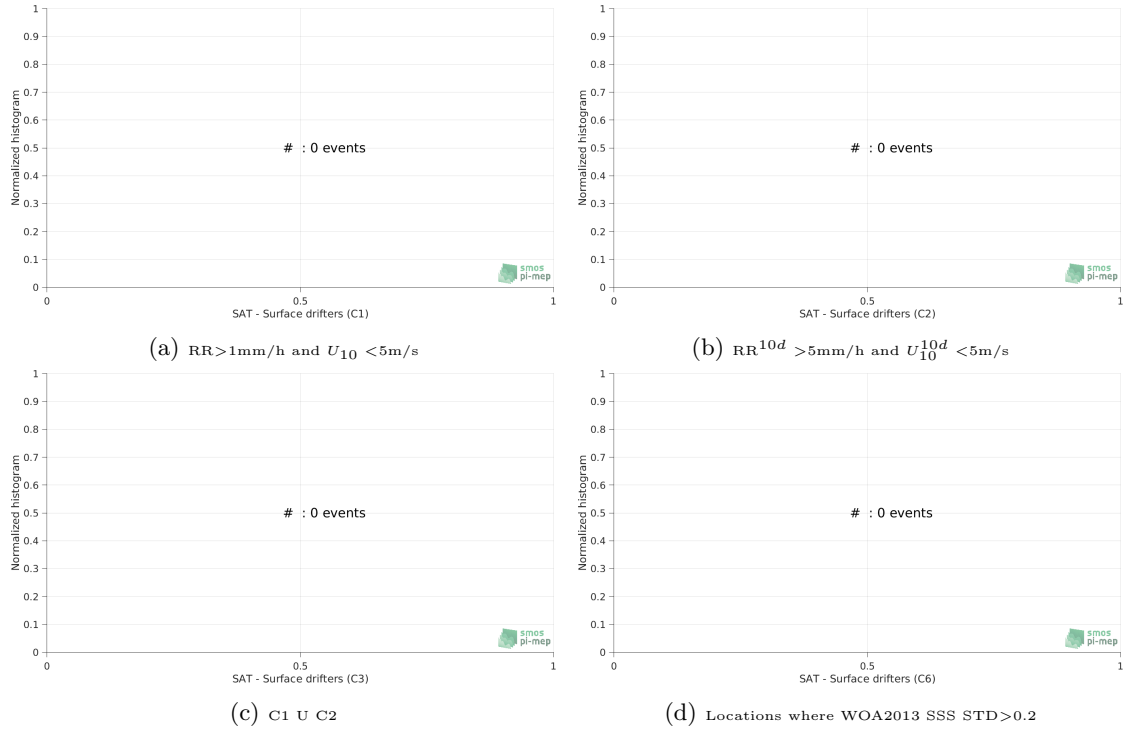 1
0.9
0.8
0.7
0.6
0.5
0.4
0.3
0.2
0.1
0
Normalized histogram
# : 0 events
smos
pi-mep
0 0.5 1
SAT - Surface drifters (C1)
(a) RR>1mm/h and U10 <5m/s
1
0.9
0.8
0.7
0.6
0.5
0.4
0.3
0.2
0.1
0
Normalized histogram
# : 0 events
smos
pi-mep
0 0.5 1
SAT - Surface drifters (C2)
(b) RR10d >5mm/h and U10d10 <5m/s
1
0.9
0.8
0.7
0.6
0.5
0.4
0.3
0.2
0.1
0
Normalized histogram
# : 0 events
smos
pi-mep
0 0.5 1
SAT - Surface drifters (C3)
(c) C1 U C2
1
0.9
0.8
0.7
0.6
0.5
0.4
0.3
0.2
0.1
0
Normalized histogram
# : 0 events
smos
pi-mep
0 0.5 1
SAT - Surface drifters (C6)
(d) Locations where WOA2013 SSS STD>0.2